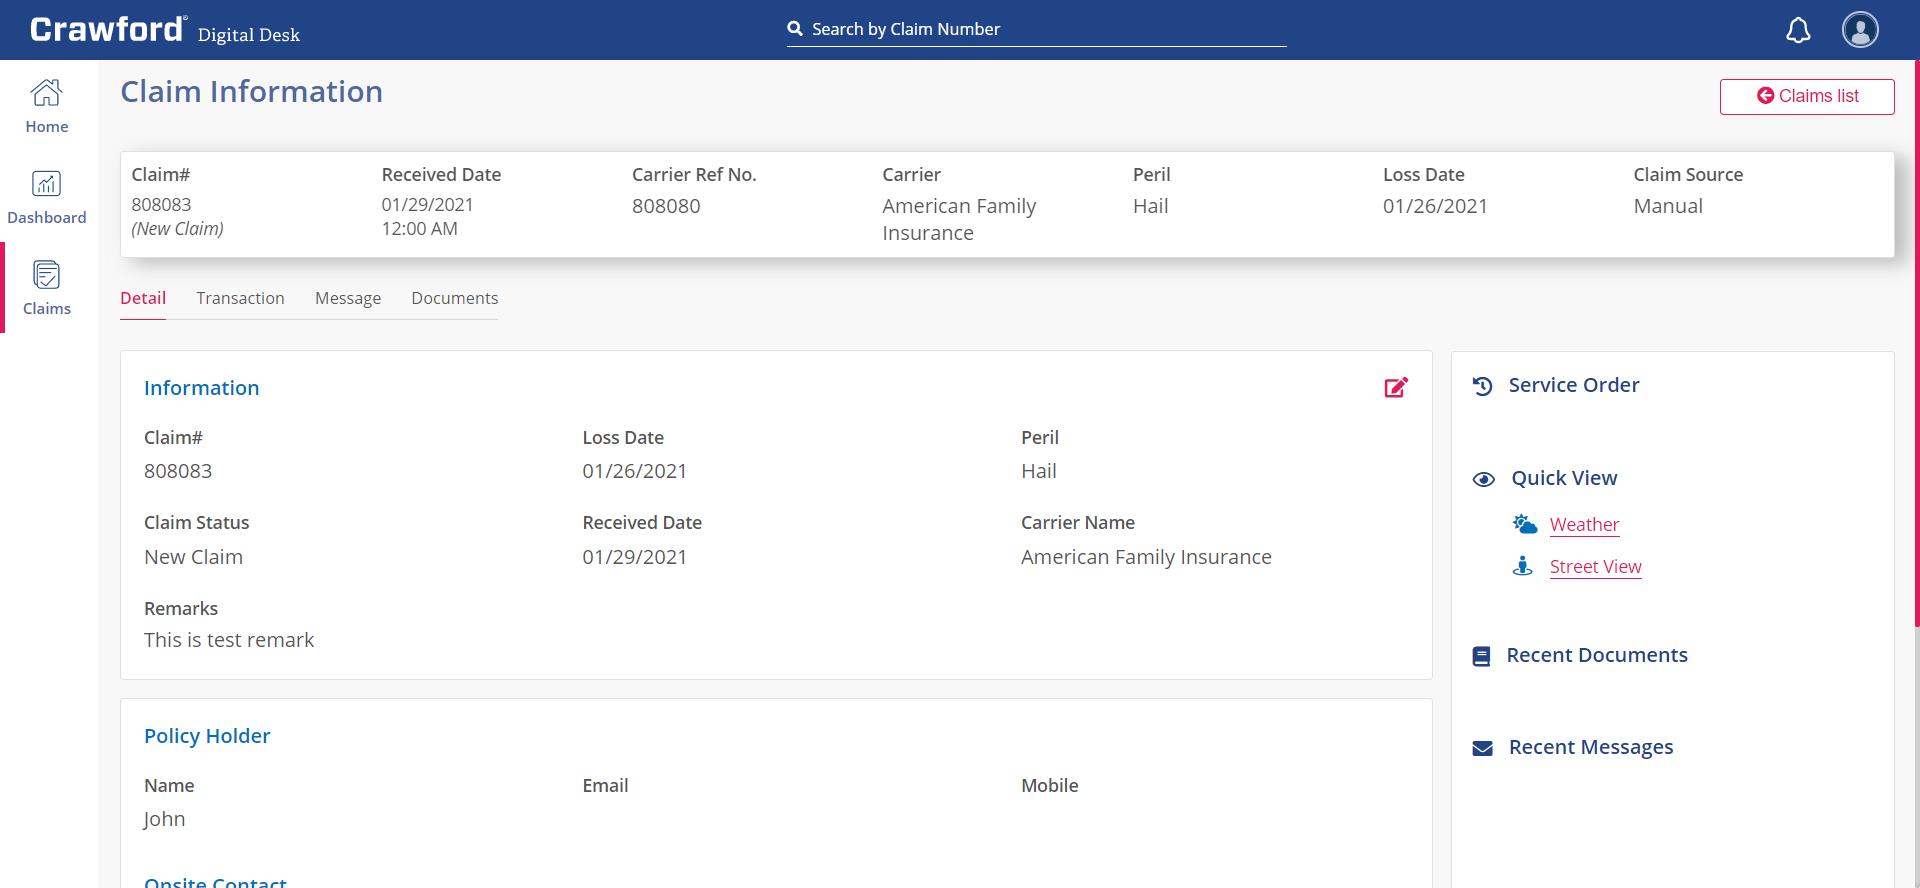 Crawford® Digital Desk
Search by Claim Number
Home
Dashboard
Claims
Claim Information
Claims list
Claim# Received Date Carrier Ref No. Carrier Peril Loss Date Claim Source
808083 01/29/2021 808080 American Family Hail 01/26/2021 Manual
(New Claim) 12:00 AM Insurance
Detail Transaction Message Documents
Information
Claim# Loss Date Peril
808083 01/26/2021 Hail
Claim Status Received Date Carrier Name
New Claim 01/29/2021 American Family Insurance
Remarks
This is test remark
Policy Holder
Name Email Mobile
John
Onsite Contact
Service Order
Quick View
Weather
Street View
Recent Documents
Recent Messages